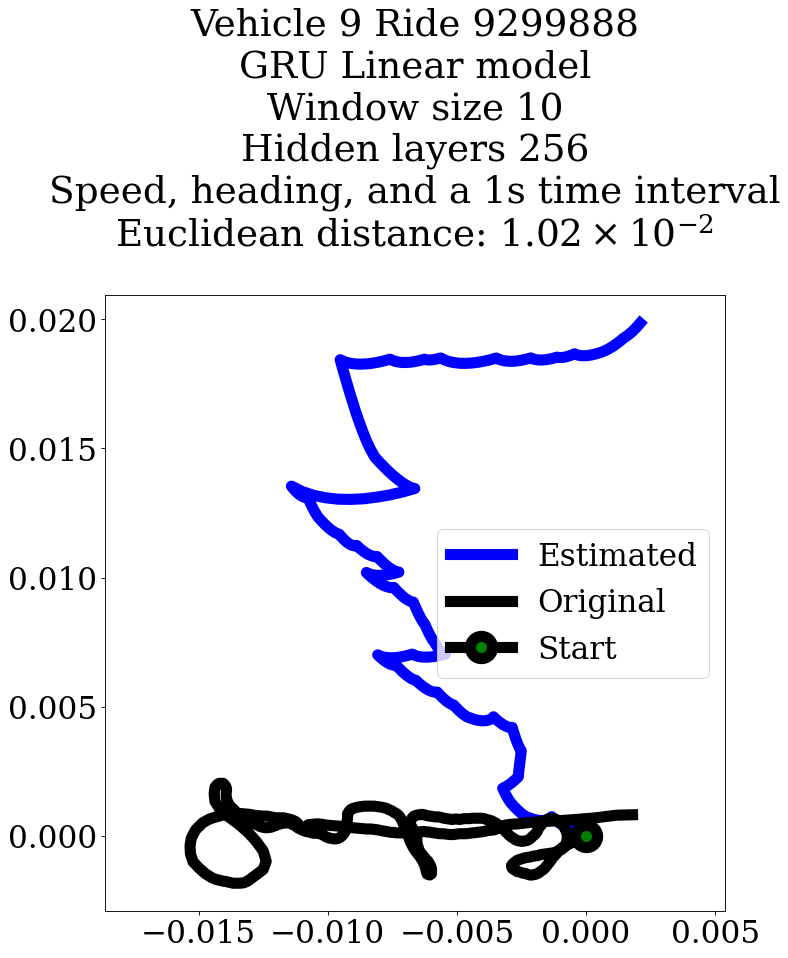 Vehicle 9 Ride 9299888
GRU Linear model
Window size 10
Hidden layers 256
Speed, heading, and a 1s time interval
Euclidean distance: 1.02 × 10⁻²
0.020
0.015
0.010
0.005
0.000
Estimated
Original
Start
−0.015 −0.010 −0.005 0.000 0.005